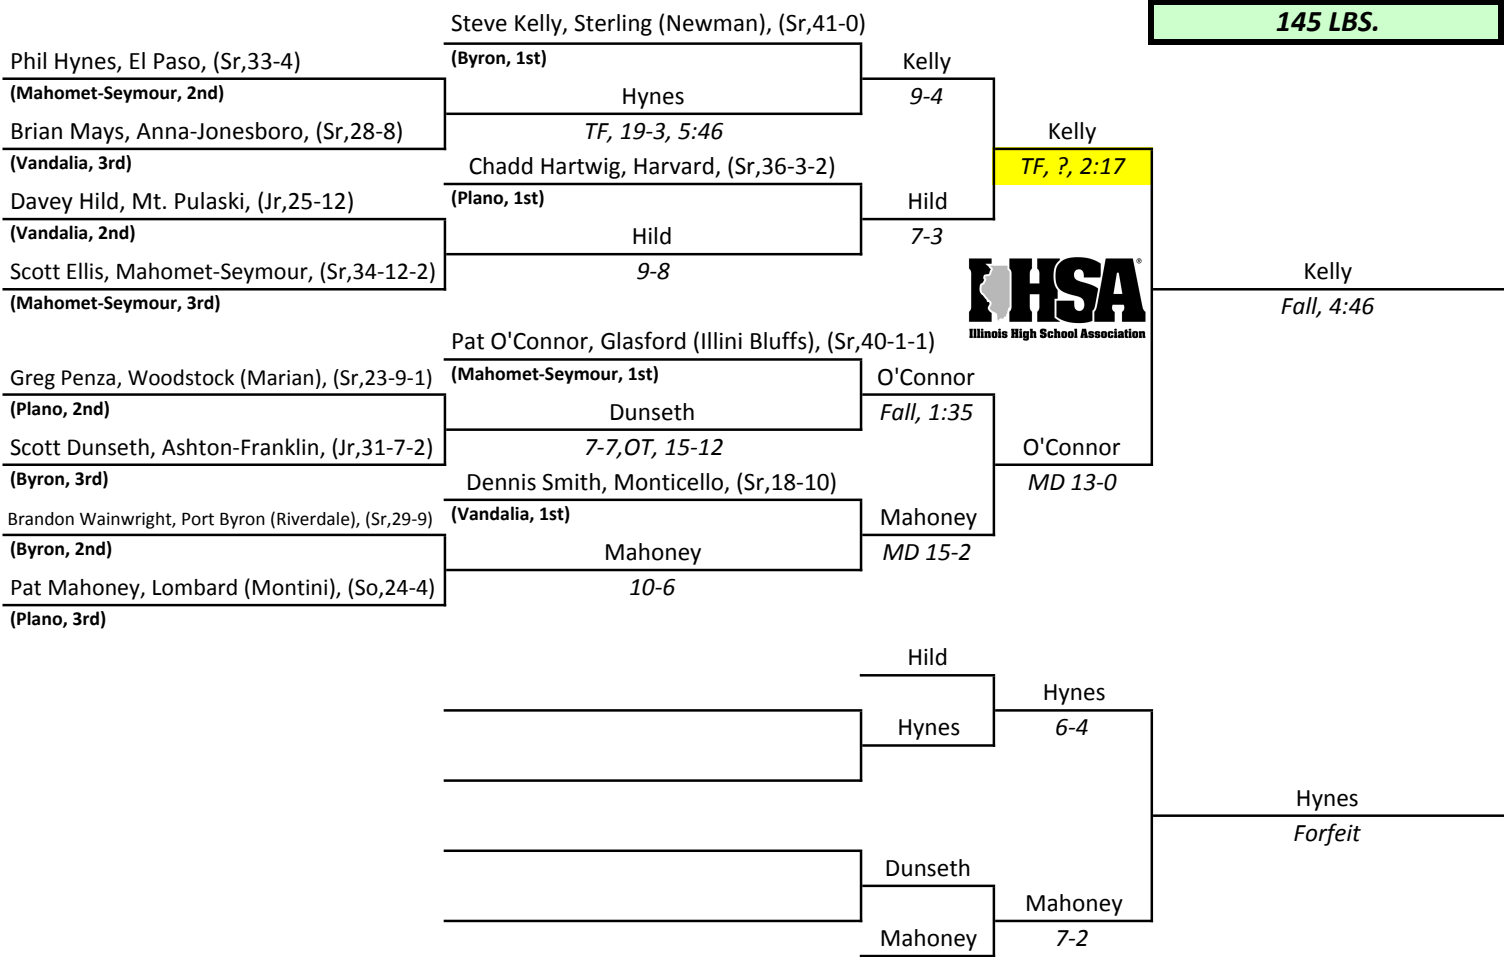 Steve Kelly, Sterling (Newman), (Sr,41-0)
145 LBS.
Phil Hynes, El Paso, (Sr,33-4)
(Byron, 1st)
Kelly
(Mahomet-Seymour, 2nd)
Hynes
9-4
Brian Mays, Anna-Jonesboro, (Sr,28-8)
TF, 19-3, 5:46
Kelly
(Vandalia, 3rd)
Chadd Hartwig, Harvard, (Sr,36-3-2)
TF, ?, 2:17
Davey Hild, Mt. Pulaski, (Jr,25-12)
(Plano, 1st)
Hild
(Vandalia, 2nd)
Hild
7-3
Scott Ellis, Mahomet-Seymour, (Sr,34-12-2)
9-8
IHSA®
Kelly
(Mahomet-Seymour, 3rd)
Fall, 4:46
Illinois High School Association
Pat O'Connor, Glasford (Illini Bluffs), (Sr,40-1-1)
Greg Penza, Woodstock (Marian), (Sr,23-9-1)
(Mahomet-Seymour, 1st)
O'Connor
(Plano, 2nd)
Dunseth
Fall, 1:35
Scott Dunseth, Ashton-Franklin, (Jr,31-7-2)
7-7,OT, 15-12
O'Connor
(Byron, 3rd)
Dennis Smith, Monticello, (Sr,18-10)
MD 13-0
Brandon Wainwright, Port Byron (Riverdale), (Sr,29-9)
(Vandalia, 1st)
Mahoney
(Byron, 2nd)
Mahoney
MD 15-2
Pat Mahoney, Lombard (Montini), (So,24-4)
10-6
(Plano, 3rd)
Hild
Hynes
Hynes
6-4
Hynes
Forfeit
Dunseth
Mahoney
Mahoney
7-2